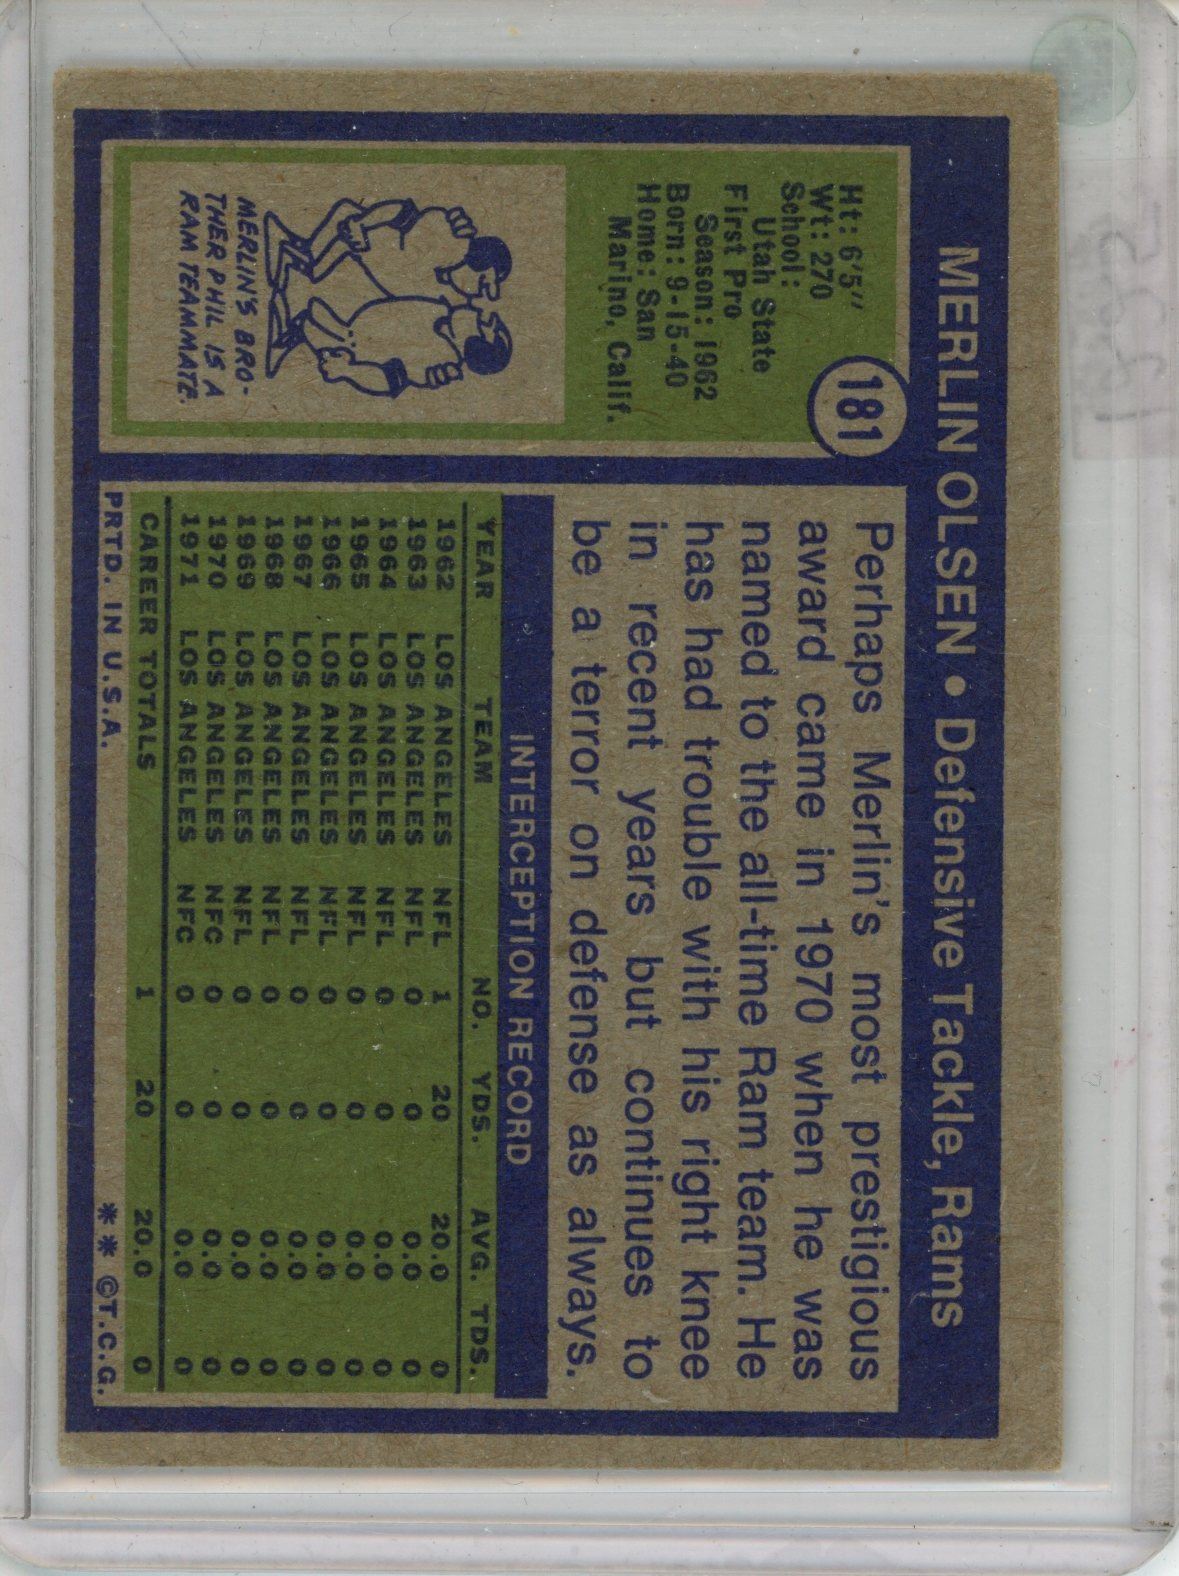 MERLIN OLSEN • Defensive Tackle, Rams
181
Ht: 6'5"
Wt: 270
School:
Utah State
First Pro
Season: 1962
Born: 9-15-40
Home: San
Marino, Calif.
MERLIN'S BRO-
THER PHIL IS A
RAM TEAMMATE.
Perhaps Merlin's most prestigious
award came in 1970 when he was
named to the all-time Ram team. He
has had trouble with his right knee
in recent years but continues to
be a terror on defense as always.
INTERCEPTION RECORD
YEAR TEAM NO. YDS. AVG. TDS.
1962 LOS ANGELES NFL 1 20 20.0 0
1963 LOS ANGELES NFL 0 0 0.0 0
1964 LOS ANGELES NFL 0 0 0.0 0
1965 LOS ANGELES NFL 0 0 0.0 0
1966 LOS ANGELES NFL 0 0 0.0 0
1967 LOS ANGELES NFL 0 0 0.0 0
1968 LOS ANGELES NFL 0 0 0.0 0
1969 LOS ANGELES NFL 0 0 0.0 0
1970 LOS ANGELES NFC 0 0 0.0 0
1971 LOS ANGELES NFC 0 0 0.0 0
CAREER TOTALS 1 20 20.0 0
PRTD. IN U.S.A. ** ©T.C.G.